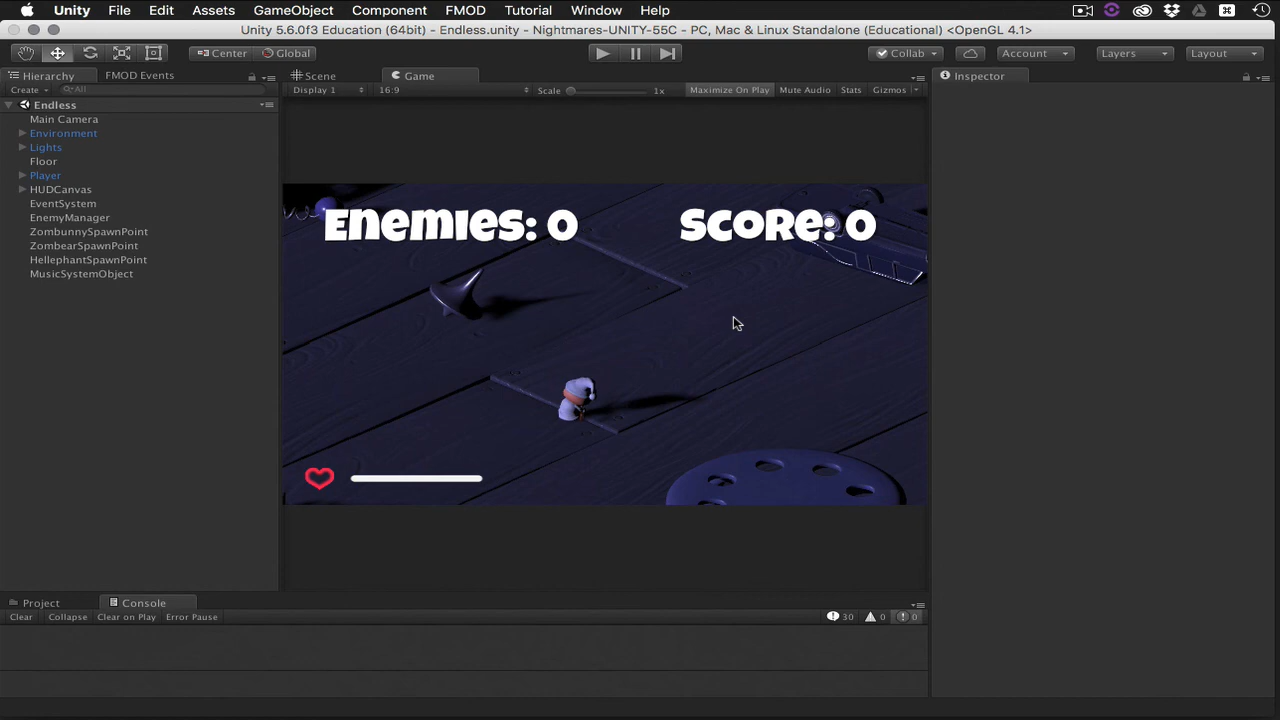 Unity File Edit Assets GameObject Component FMOD Tutorial Window Help
Unity 5.6.0f3 Education (64bit) - Endless.unity - Nightmares-UNITY-55C - PC, Mac & Linux Standalone (Educational) <OpenGL 4.1>
Center Global Collab Account Layers Layout
Hierarchy FMOD Events Scene Game Inspector
Create All Display 1 16:9 Scale 1x Maximize On Play Mute Audio Stats Gizmos
Endless
Main Camera
Environment
Lights
Floor
Player
HUDCanvas
EventSystem
EnemyManager
ZombunnySpawnPoint
ZombearSpawnPoint
HellephantSpawnPoint
MusicSystemObject
Enemies: 0 Score: 0
Project Console
Clear Collapse Clear on Play Error Pause 30 0 0